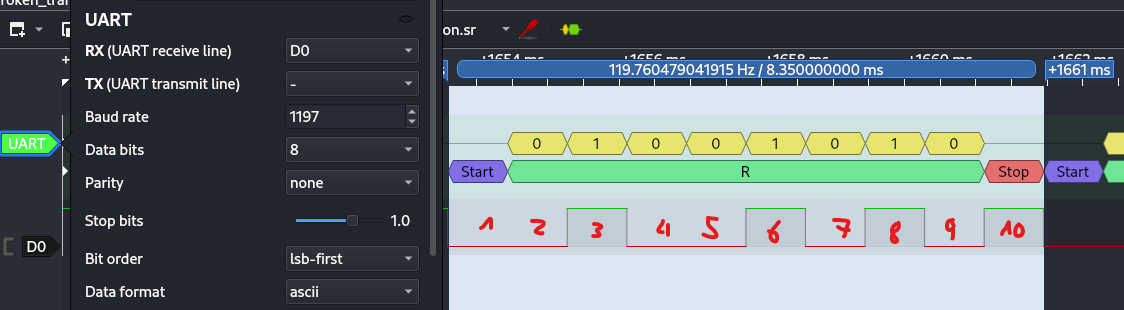 roken_tra
UART
on.sr
RX (UART receive line) D0
TX (UART transmit line) -
Baud rate 1197
Data bits 8
Parity none
Stop bits 1.0
Bit order lsb-first
Data format ascii
UART
D0
+1654 ms +1656 ms +1658 ms +1660 ms +1662 ms
119.760479041915 Hz / 8.350000000 ms
+1661 ms
0 1 0 0 1 0 1 0
Start R Stop Start
1 2 3 4 5 6 7 8 9 10